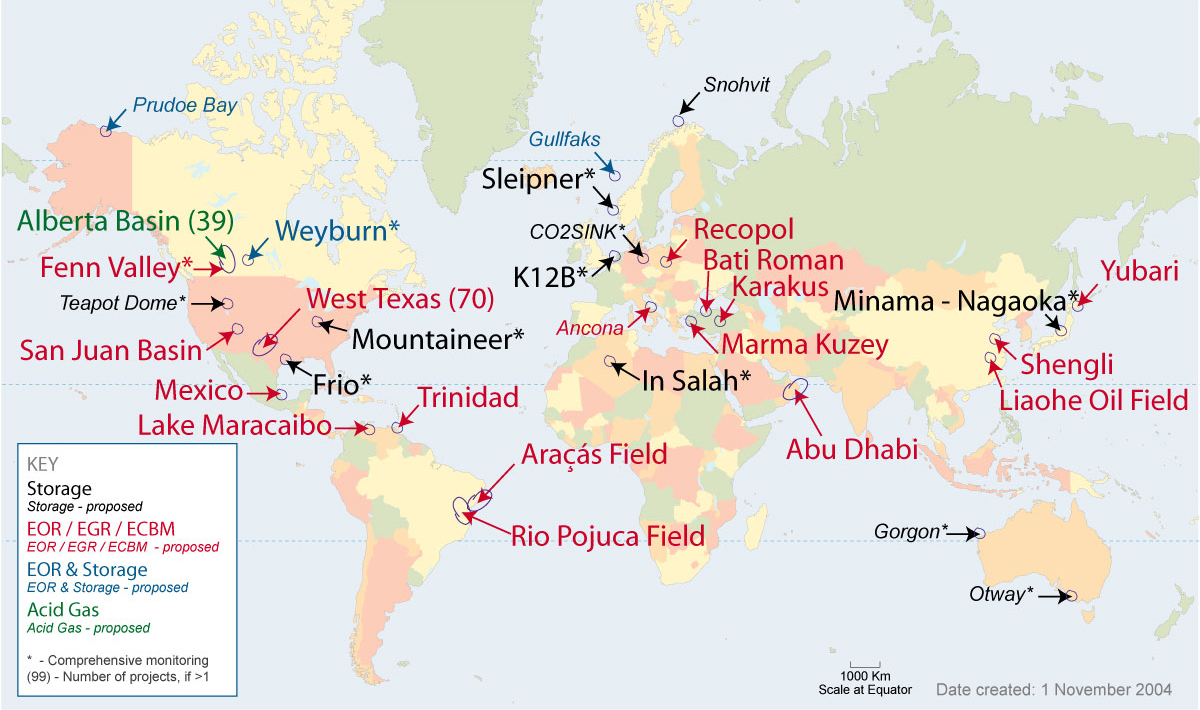 Snohvit
Prudoe Bay
Gullfaks
Sleipner*
Alberta Basin (39)
Weyburn*
CO2SINK*
Recopol
Fenn Valley*
K12B*
Bati Roman
Yubari
Teapot Dome*
West Texas (70)
Karakus
Minama - Nagaoka*
Ancona
San Juan Basin
Mountaineer*
Marma Kuzey
Shengli
Mexico
Frio*
In Salah*
Liaohe Oil Field
Trinidad
Lake Maracaibo
Abu Dhabi
Araçás Field
Rio Pojuca Field
Gorgon*
Otway*
KEY
Storage
Storage - proposed
EOR / EGR / ECBM
EOR / EGR / ECBM - proposed
EOR & Storage
EOR & Storage - proposed
Acid Gas
Acid Gas - proposed
* - Comprehensive monitoring
(99) - Number of projects, if >1
1000 Km
Scale at Equator
Date created: 1 November 2004